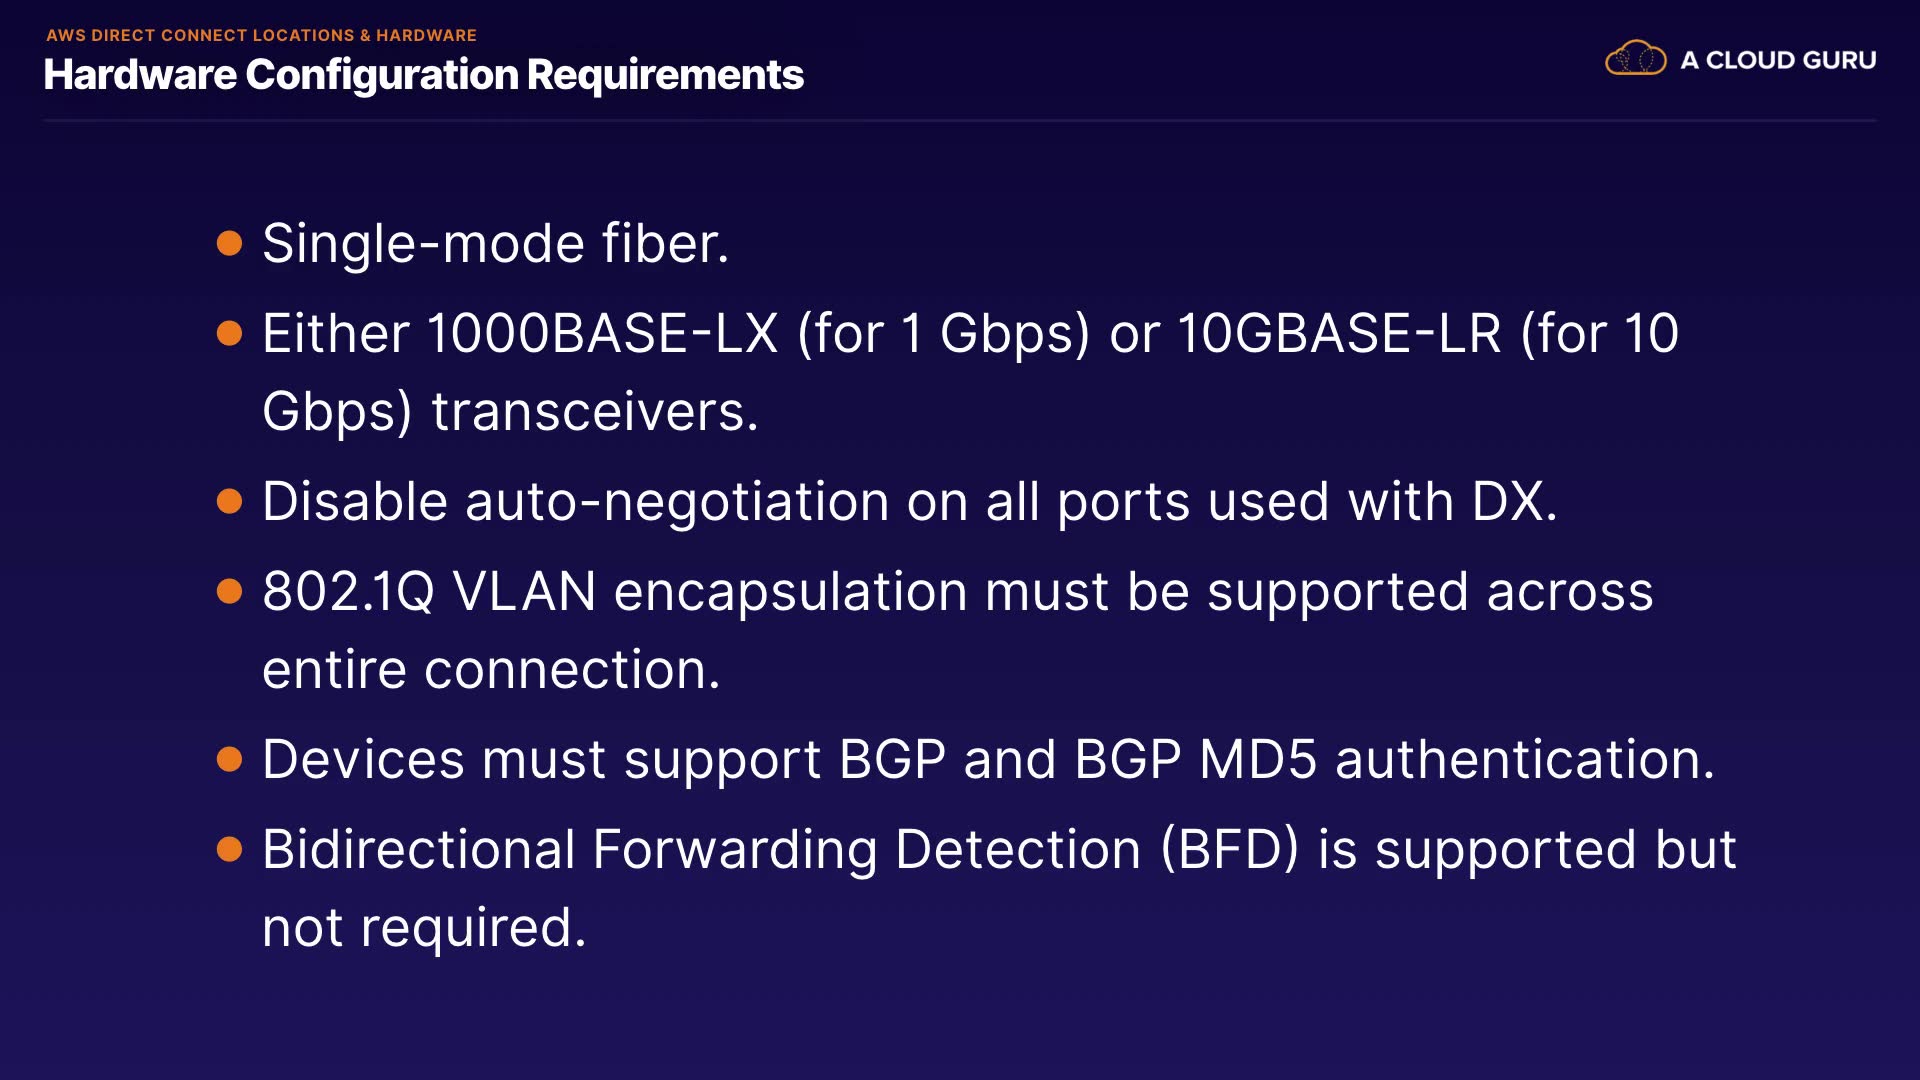 AWS DIRECT CONNECT LOCATIONS & HARDWARE
Hardware Configuration Requirements
A CLOUD GURU
Single-mode fiber.
Either 1000BASE-LX (for 1 Gbps) or 10GBASE-LR (for 10
Gbps) transceivers.
Disable auto-negotiation on all ports used with DX.
802.1Q VLAN encapsulation must be supported across
entire connection.
Devices must support BGP and BGP MD5 authentication.
Bidirectional Forwarding Detection (BFD) is supported but
not required.